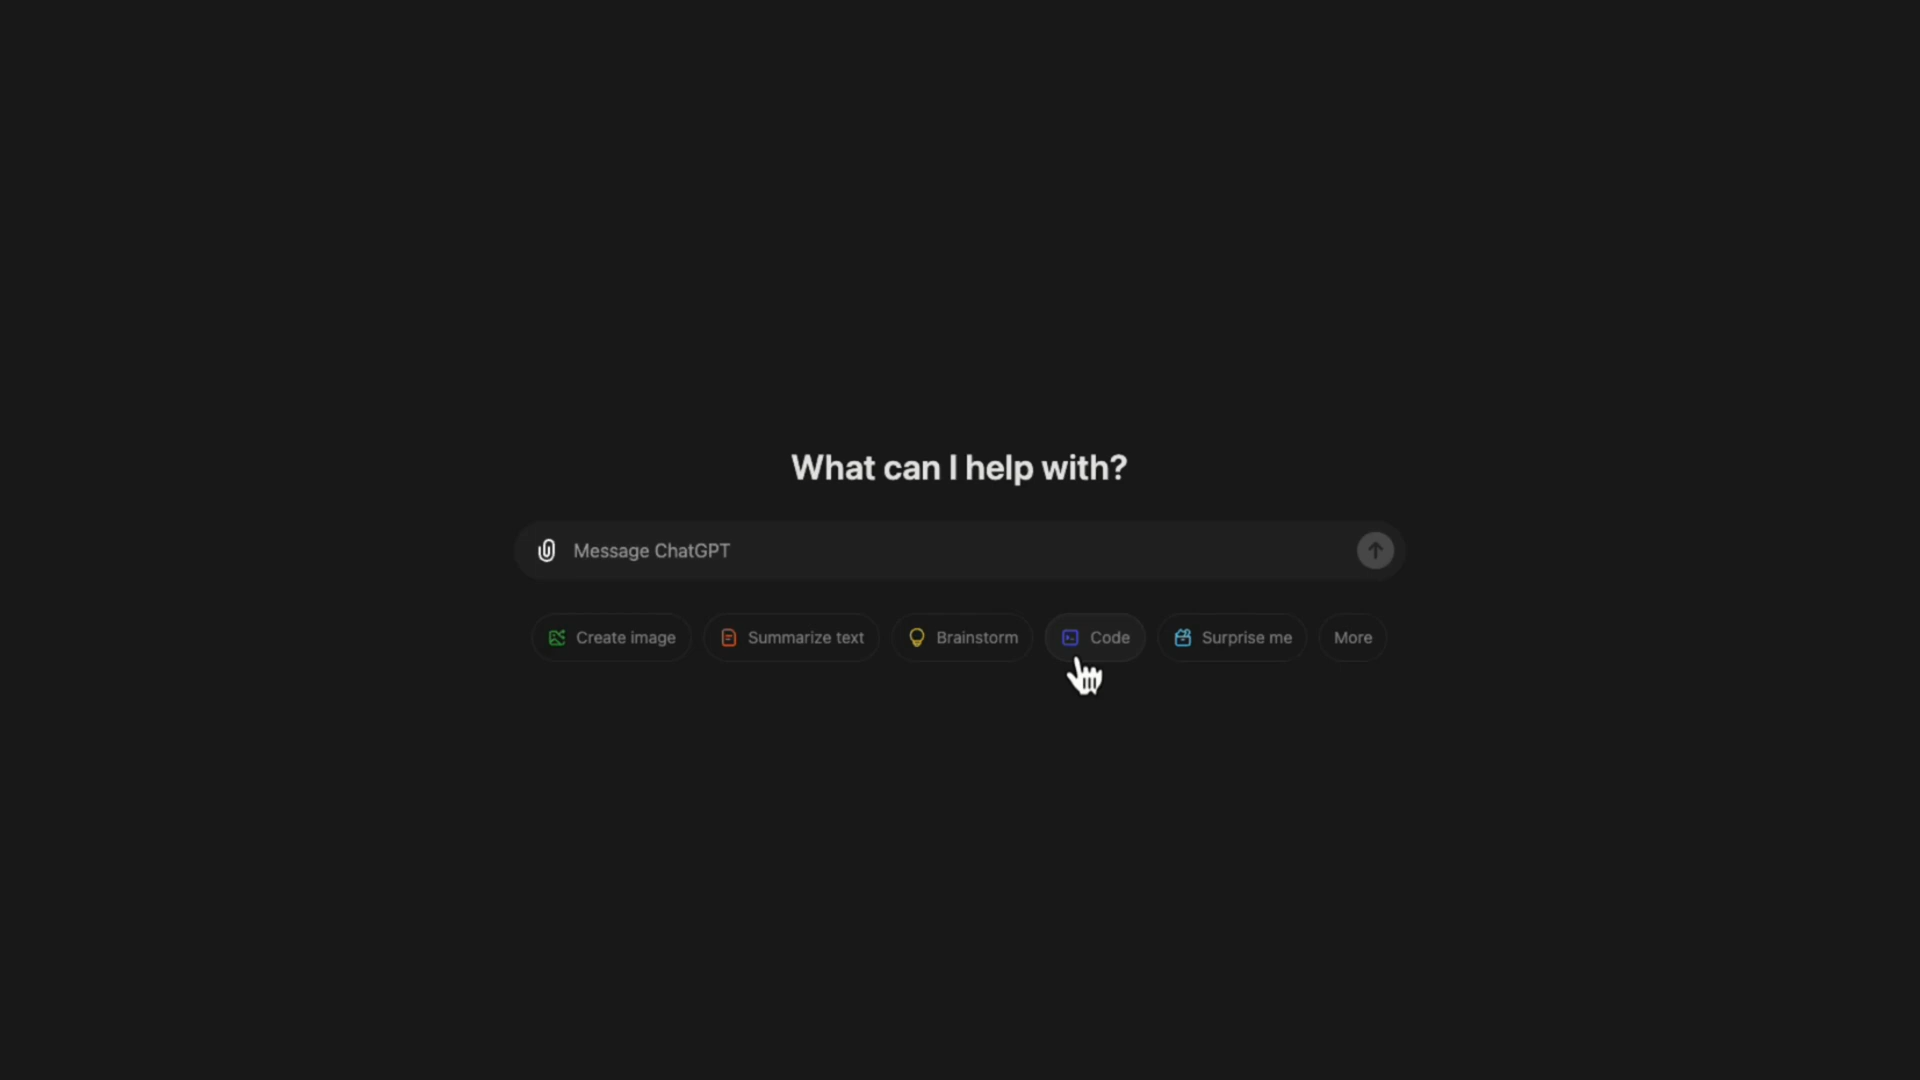 What can I help with?
Message ChatGPT
Create image Summarize text Brainstorm Code Surprise me More